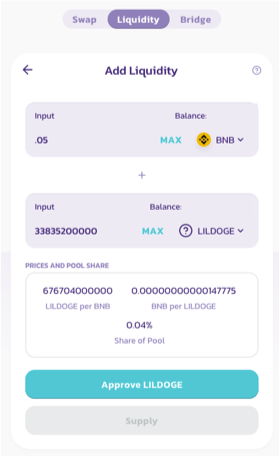 Swap Liquidity Bridge
Add Liquidity
Input Balance:
.05 MAX BNB
+
Input Balance:
33835200000 MAX LILDOGE
PRICES AND POOL SHARE
676704000000 0.00000000000147775
LILDOGE per BNB BNB per LILDOGE
0.04%
Share of Pool
Approve LILDOGE
Supply